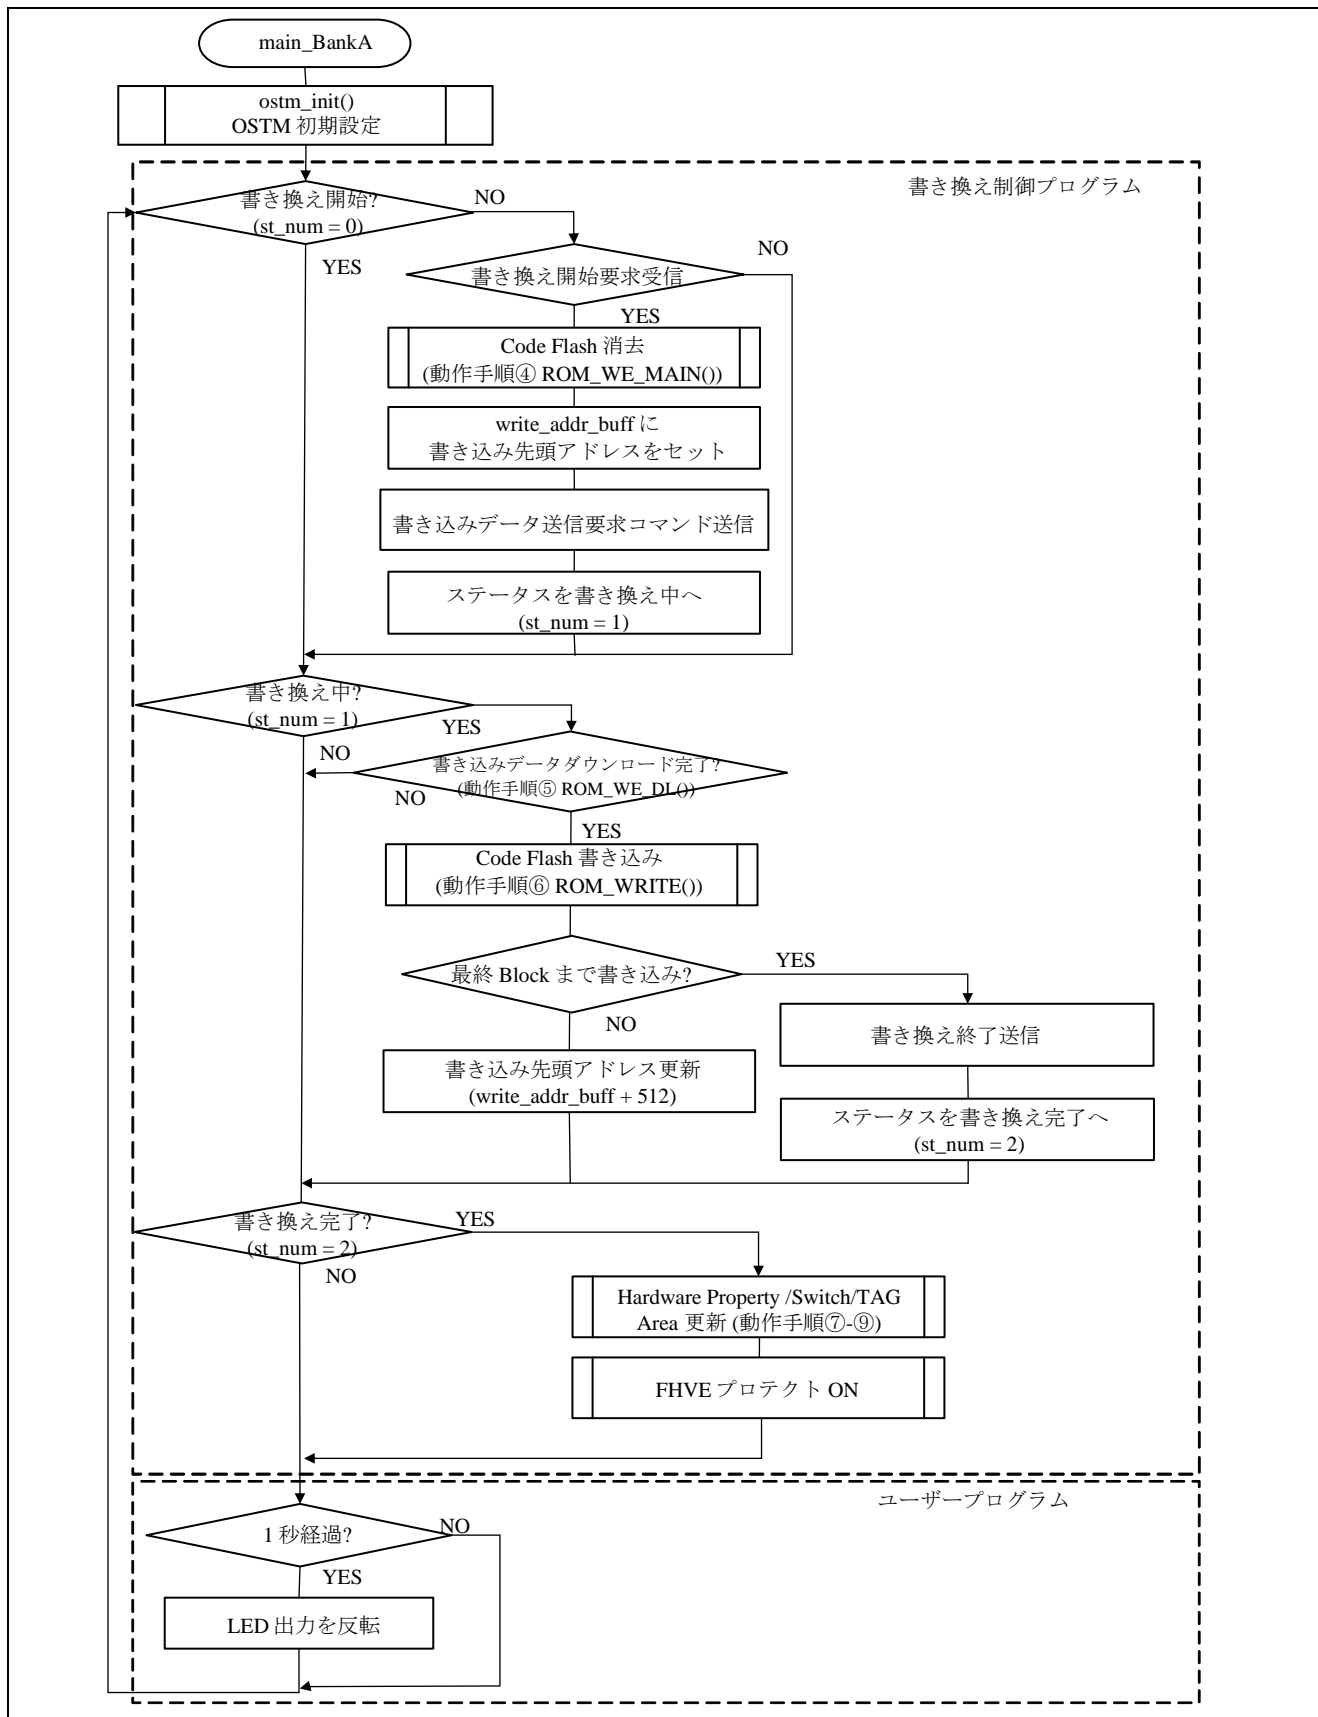 main_BankA
ostm_init()
OSTM 初期設定
書き換え制御プログラム
書き換え開始?
(st_num = 0)
NO
YES
書き換え開始要求受信
NO
YES
Code Flash 消去
(動作手順④ ROM_WE_MAIN())
write_addr_buff に
書き込み先頭アドレスをセット
書き込みデータ送信要求コマンド送信
ステータスを書き換え中へ
(st_num = 1)
書き換え中?
(st_num = 1)
YES
NO
書き込みデータダウンロード完了?
(動作手順⑤ ROM_WE_DL())
NO
YES
Code Flash 書き込み
(動作手順⑥ ROM_WRITE())
最終 Block まで書き込み?
YES
NO
書き換え終了送信
書き込み先頭アドレス更新
(write_addr_buff + 512)
ステータスを書き換え完了へ
(st_num = 2)
書き換え完了?
(st_num = 2)
YES
NO
Hardware Property /Switch/TAG
Area 更新 (動作手順⑦-⑨)
FHVE プロテクト ON
ユーザープログラム
1 秒経過?
NO
YES
LED 出力を反転